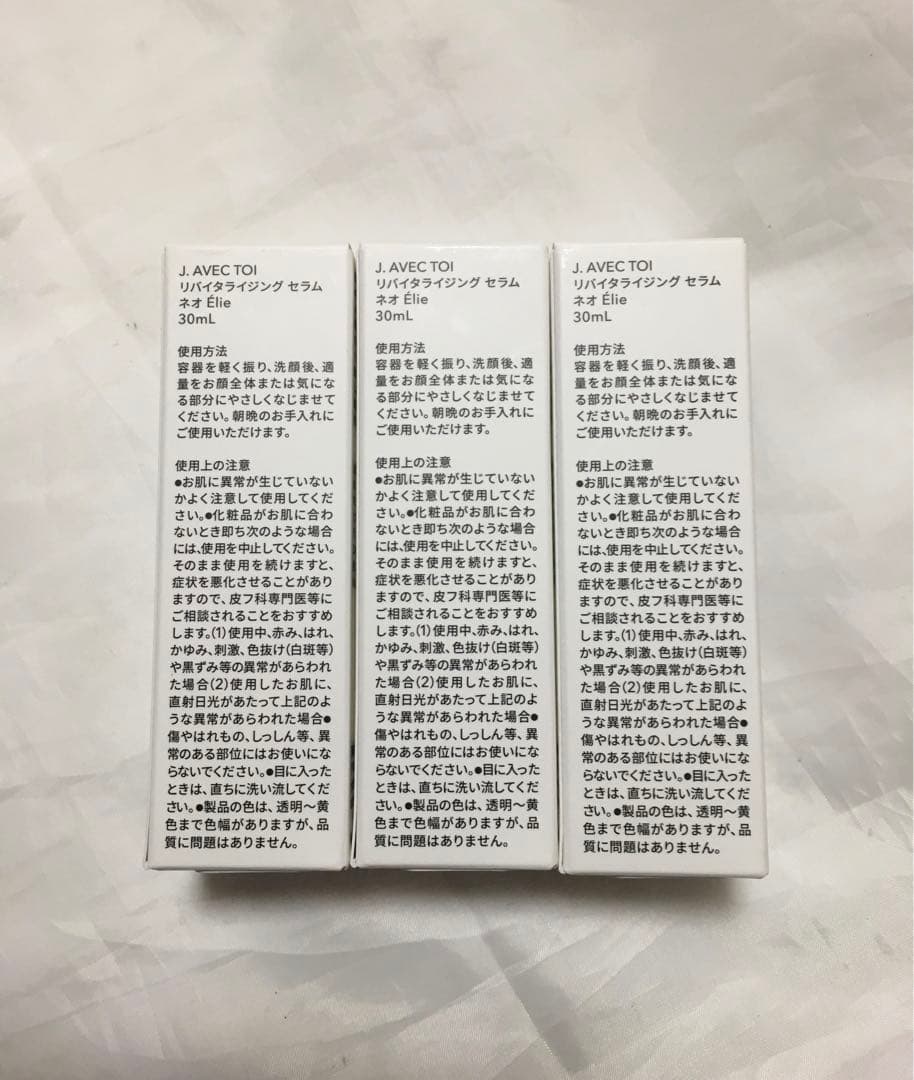 J. AVEC TOI
リバイタライジング セラム
ネオ Élie
30mL
使用方法
容器を軽く振り、洗顔後、適
量をお顔全体または気にな
る部分にやさしくなじませて
ください。朝晩のお手入れに
ご使用いただけます。
使用上の注意
●お肌に異常が生じていない
かよく注意して使用してくだ
さい。●化粧品がお肌に合わ
ないとき即ち次のような場合
には、使用を中止してください。
そのまま使用を続けますと、
症状を悪化させることがあり
ますので、皮フ科専門医等に
ご相談されることをおすすめ
します。(1)使用中、赤み、はれ、
かゆみ、刺激、色抜け(白斑等)
や黒ずみ等の異常があらわれ
た場合(2)使用したお肌に、
直射日光があたって上記のよ
うな異常があらわれた場合●
傷やはれもの、しっしん等、異
常のある部位にはお使いにな
らないでください。●目に入った
ときは、直ちに洗い流してくだ
さい。●製品の色は、透明～黄
色まで色幅がありますが、品
質に問題はありません。
J. AVEC TOI
リバイタライジング セラム
ネオ Élie
30mL
使用方法
容器を軽く振り、洗顔後、適
量をお顔全体または気にな
る部分にやさしくなじませて
ください。朝晩のお手入れに
ご使用いただけます。
使用上の注意
●お肌に異常が生じていない
かよく注意して使用してくだ
さい。●化粧品がお肌に合わ
ないとき即ち次のような場合
には、使用を中止してください。
そのまま使用を続けますと、
症状を悪化させることがあり
ますので、皮フ科専門医等に
ご相談されることをおすすめ
します。(1)使用中、赤み、はれ、
かゆみ、刺激、色抜け(白斑等)
や黒ずみ等の異常があらわれ
た場合(2)使用したお肌に、
直射日光があたって上記のよ
うな異常があらわれた場合●
傷やはれもの、しっしん等、異
常のある部位にはお使いにな
らないでください。●目に入った
ときは、直ちに洗い流してくだ
さい。●製品の色は、透明～黄
色まで色幅がありますが、品
質に問題はありません。
J. AVEC TOI
リバイタライジング セラム
ネオ Élie
30mL
使用方法
容器を軽く振り、洗顔後、適
量をお顔全体または気にな
る部分にやさしくなじませて
ください。朝晩のお手入れに
ご使用いただけます。
使用上の注意
●お肌に異常が生じていない
かよく注意して使用してくだ
さい。●化粧品がお肌に合わ
ないとき即ち次のような場合
には、使用を中止してください。
そのまま使用を続けますと、
症状を悪化させることがあり
ますので、皮フ科専門医等に
ご相談されることをおすすめ
します。(1)使用中、赤み、はれ、
かゆみ、刺激、色抜け(白斑等)
や黒ずみ等の異常があらわれ
た場合(2)使用したお肌に、
直射日光があたって上記のよ
うな異常があらわれた場合●
傷やはれもの、しっしん等、異
常のある部位にはお使いにな
らないでください。●目に入った
ときは、直ちに洗い流してくだ
さい。●製品の色は、透明～黄
色まで色幅がありますが、品
質に問題はありません。